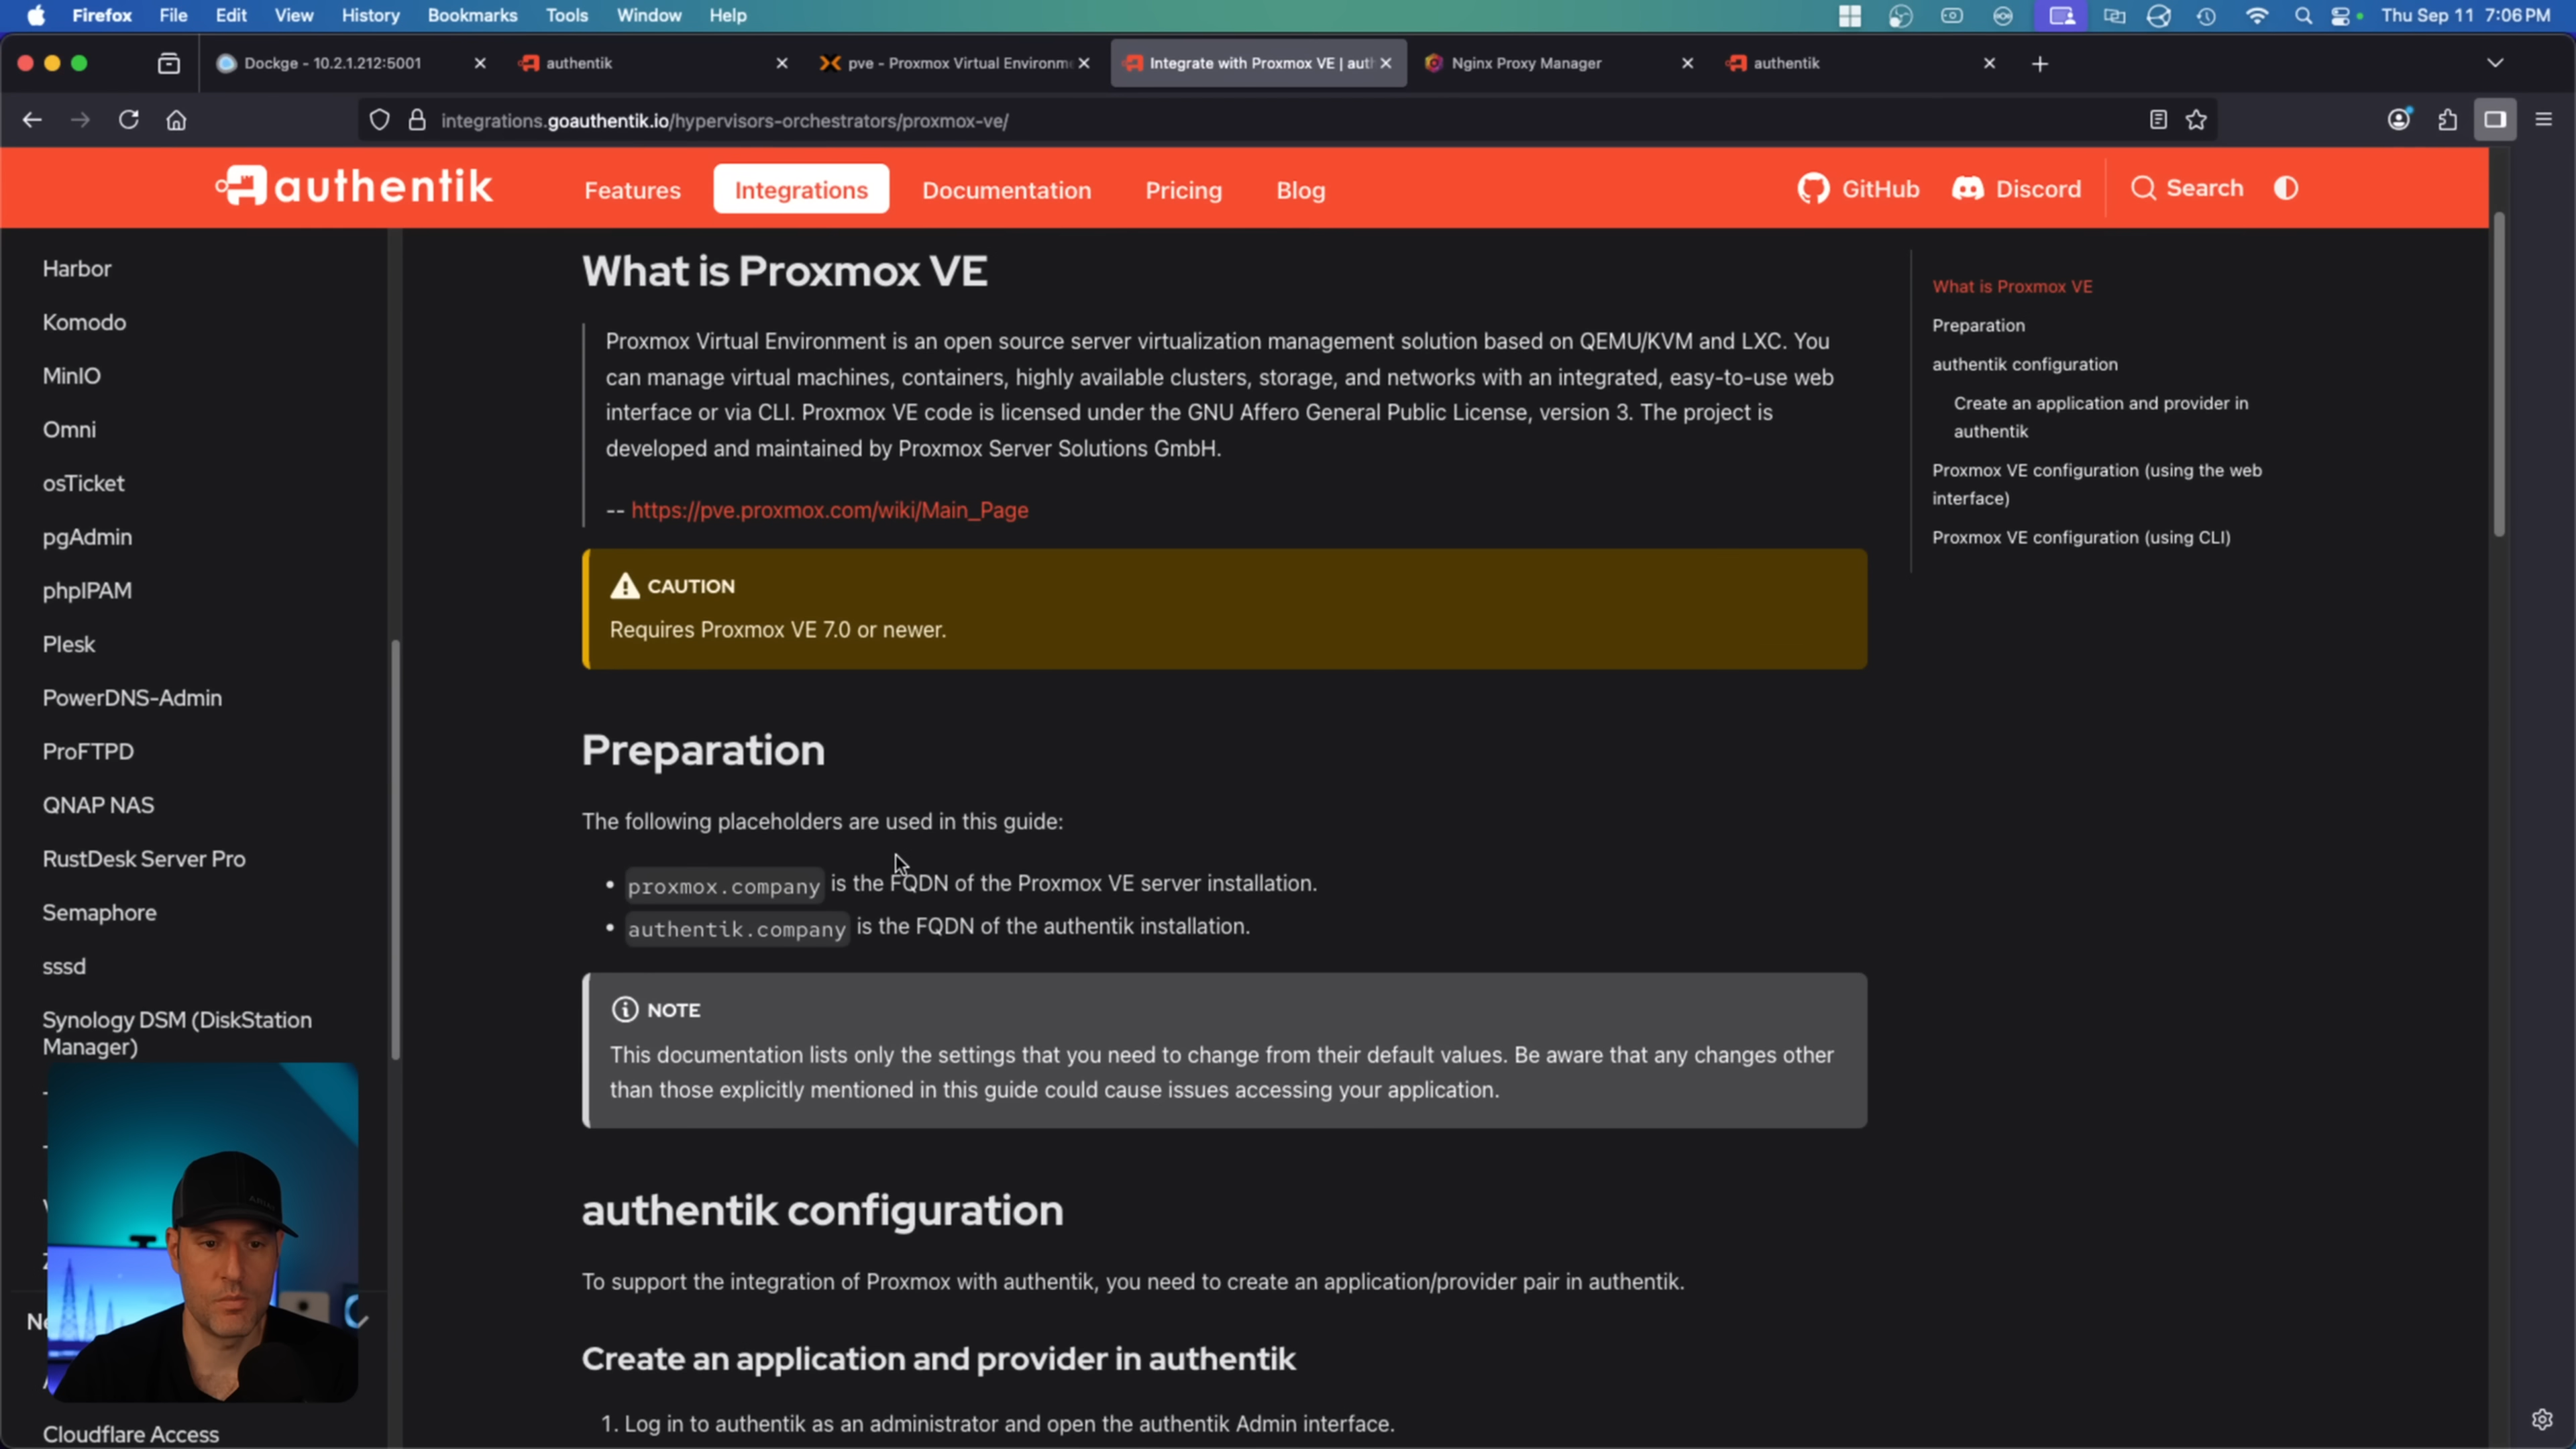 Firefox File Edit View History Bookmarks Tools Window Help Thu Sep 11 7:06 PM
Dockge - 10.2.1.212:5001
authentik
pve - Proxmox Virtual Environme
Integrate with Proxmox VE | auth
Nginx Proxy Manager
authentik
integrations.goauthentik.io/hypervisors-orchestrators/proxmox-ve/
authentik Features Integrations Documentation Pricing Blog GitHub Discord Search
Harbor
Komodo
MinIO
Omni
osTicket
pgAdmin
phpIPAM
Plesk
PowerDNS-Admin
ProFTPD
QNAP NAS
RustDesk Server Pro
Semaphore
sssd
Synology DSM (DiskStation
Manager)
Cloudflare Access
What is Proxmox VE
Proxmox Virtual Environment is an open source server virtualization management solution based on QEMU/KVM and LXC. You
can manage virtual machines, containers, highly available clusters, storage, and networks with an integrated, easy-to-use web
interface or via CLI. Proxmox VE code is licensed under the GNU Affero General Public License, version 3. The project is
developed and maintained by Proxmox Server Solutions GmbH.
-- https://pve.proxmox.com/wiki/Main_Page
CAUTION
Requires Proxmox VE 7.0 or newer.
Preparation
The following placeholders are used in this guide:
• proxmox.company is the FQDN of the Proxmox VE server installation.
• authentik.company is the FQDN of the authentik installation.
NOTE
This documentation lists only the settings that you need to change from their default values. Be aware that any changes other
than those explicitly mentioned in this guide could cause issues accessing your application.
authentik configuration
To support the integration of Proxmox with authentik, you need to create an application/provider pair in authentik.
Create an application and provider in authentik
1. Log in to authentik as an administrator and open the authentik Admin interface.
What is Proxmox VE
Preparation
authentik configuration
Create an application and provider in
authentik
Proxmox VE configuration (using the web
interface)
Proxmox VE configuration (using CLI)